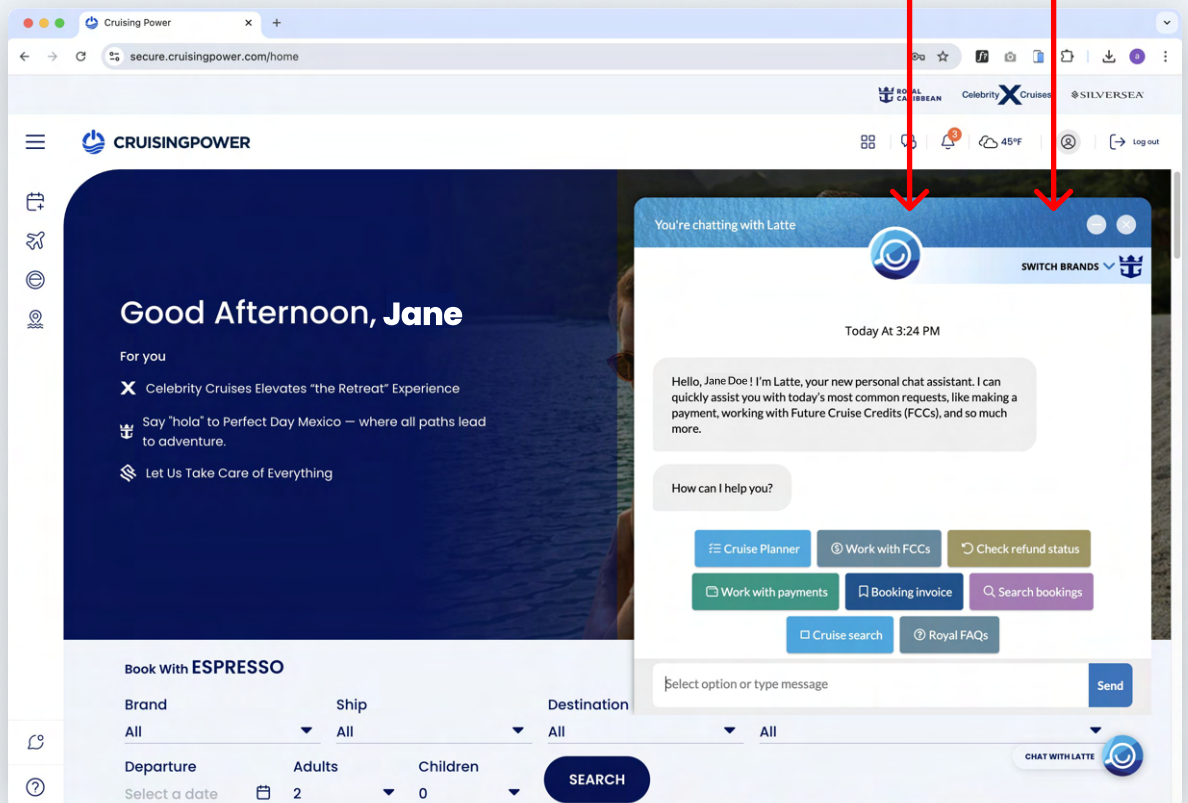 Cruising Power
secure.cruisingpower.com/home
ROYAL CARIBBEAN
Celebrity X Cruises
SILVERSEA
CRUISINGPOWER
3
45°F
Log out
Good Afternoon, Jane
For you
Celebrity Cruises Elevates “the Retreat” Experience
Say "hola" to Perfect Day Mexico — where all paths lead
to adventure.
Let Us Take Care of Everything
You're chatting with Latte
SWITCH BRANDS
Today At 3:24 PM
Hello, Jane Doe ! I’m Latte, your new personal chat assistant. I can
quickly assist you with today’s most common requests, like making a
payment, working with Future Cruise Credits (FCCs), and so much
more.
How can I help you?
Cruise Planner
Work with FCCs
Check refund status
Work with payments
Booking invoice
Search bookings
Cruise search
Royal FAQs
Select option or type message
Send
Book With ESPRESSO
Brand
Ship
Destination
All
All
All
All
Departure
Adults
Children
Select a date
2
0
SEARCH
CHAT WITH LATTE